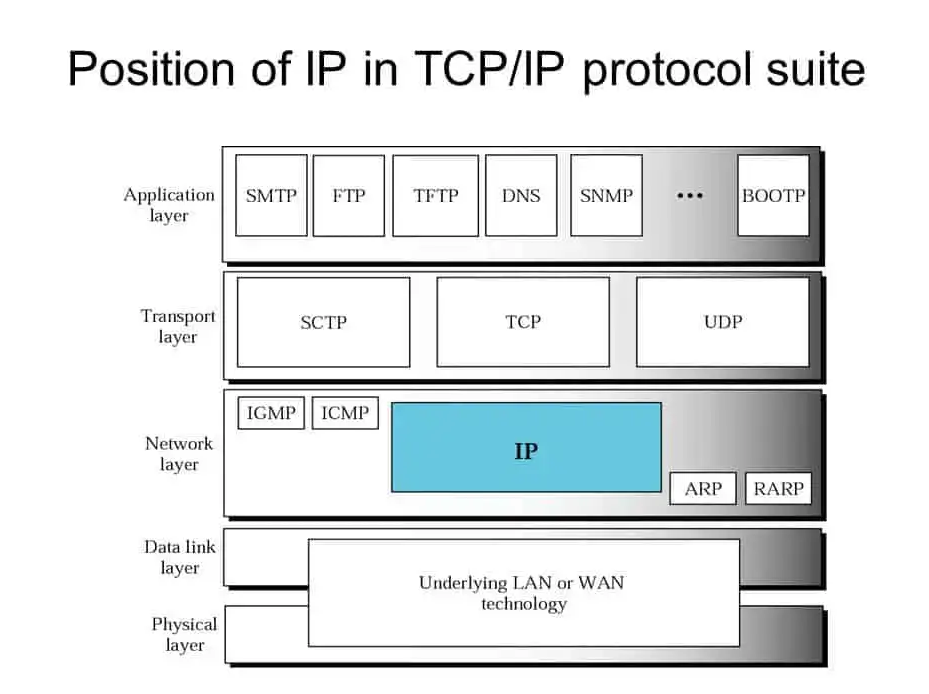 Position of IP in TCP/IP protocol suite
Application
layer
SMTP
FTP
TFTP
DNS
SNMP
•••
BOOTP
Transport
layer
SCTP
TCP
UDP
Network
layer
IGMP
ICMP
IP
ARP
RARP
Data link
layer
Underlying LAN or WAN
technology
Physical
layer